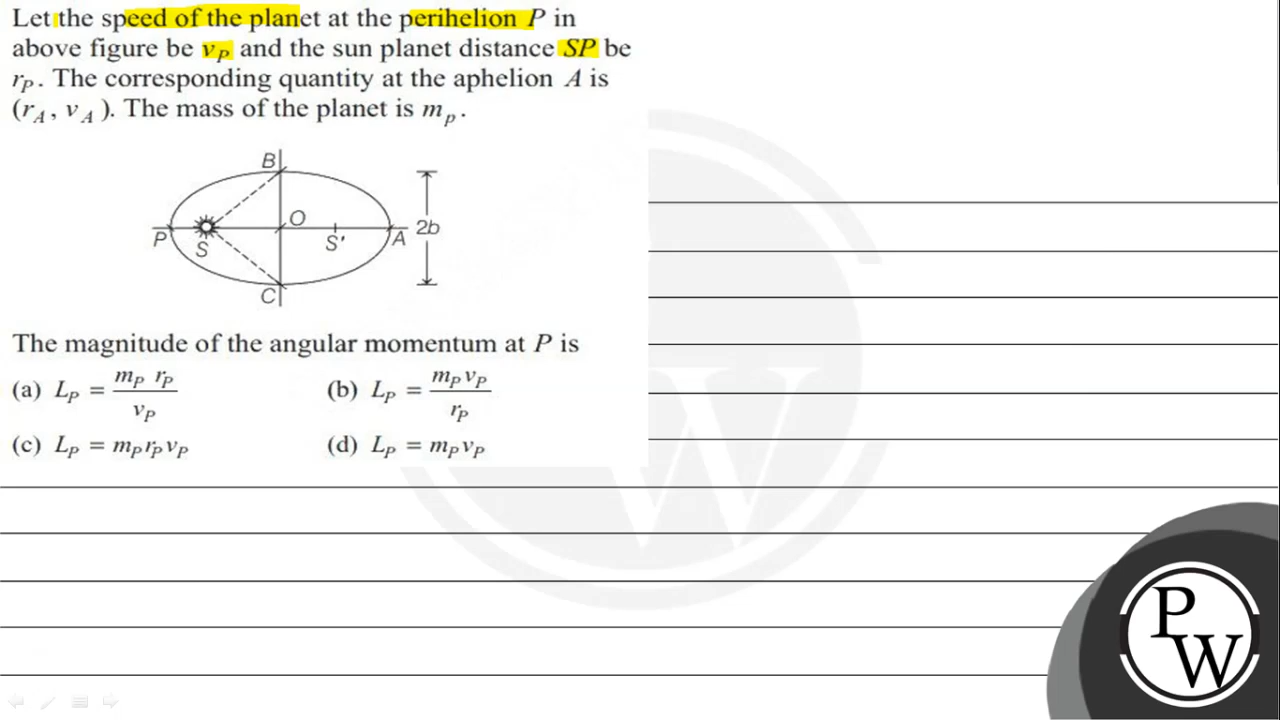 Let the speed of the planet at the perihelion P in
above figure be v_P and the sun planet distance SP be
r_P. The corresponding quantity at the aphelion A is
(r_A, v_A). The mass of the planet is m_p.
B
O
2b
P
S
S'
A
C
The magnitude of the angular momentum at P is
(a) L_P = m_P r_P / v_P
(b) L_P = m_P v_P / r_P
(c) L_P = m_P r_P v_P
(d) L_P = m_P v_P
P
W